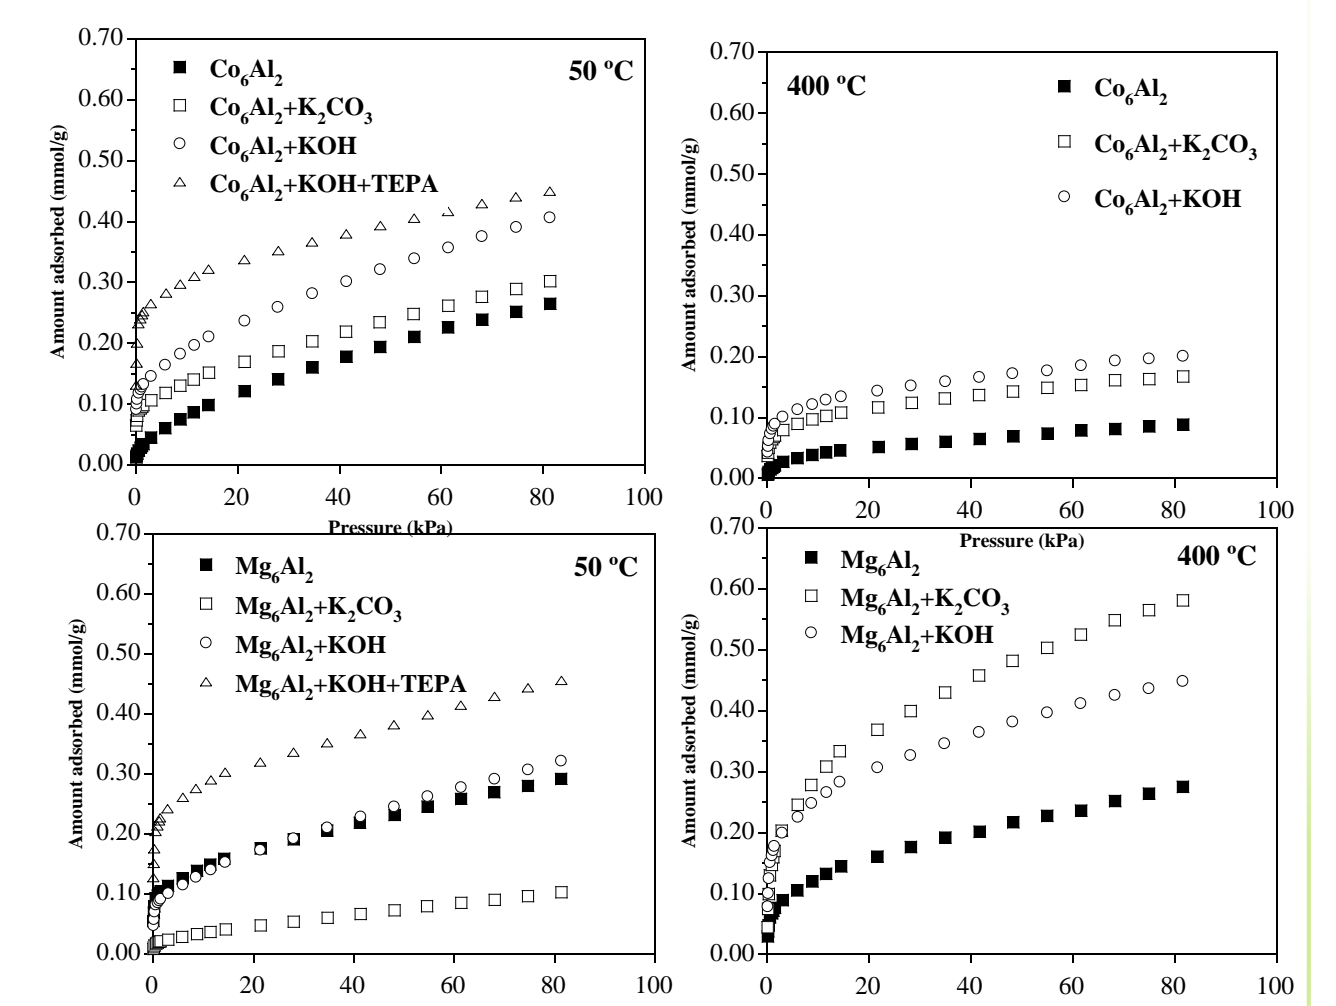 0.70
0.60
0.50
0.40
0.30
0.20
0.10
0.00
Amount adsorbed (mmol/g)
Co6Al2
Co6Al2+K2CO3
Co6Al2+KOH
Co6Al2+KOH+TEPA
50 ºC
0 20 40 60 80 100
Pressure (kPa)
0.70
0.60
0.50
0.40
0.30
0.20
0.10
0.00
Amount adsorbed (mmol/g)
400 ºC
Co6Al2
Co6Al2+K2CO3
Co6Al2+KOH
0 20 40 60 80 100
Pressure (kPa)
0.70
0.60
0.50
0.40
0.30
0.20
0.10
0.00
Amount adsorbed (mmol/g)
Mg6Al2
Mg6Al2+K2CO3
Mg6Al2+KOH
Mg6Al2+KOH+TEPA
50 ºC
0 20 40 60 80 100
0.70
0.60
0.50
0.40
0.30
0.20
0.10
0.00
Amount adsorbed (mmol/g)
Mg6Al2
Mg6Al2+K2CO3
Mg6Al2+KOH
400 ºC
0 20 40 60 80 100